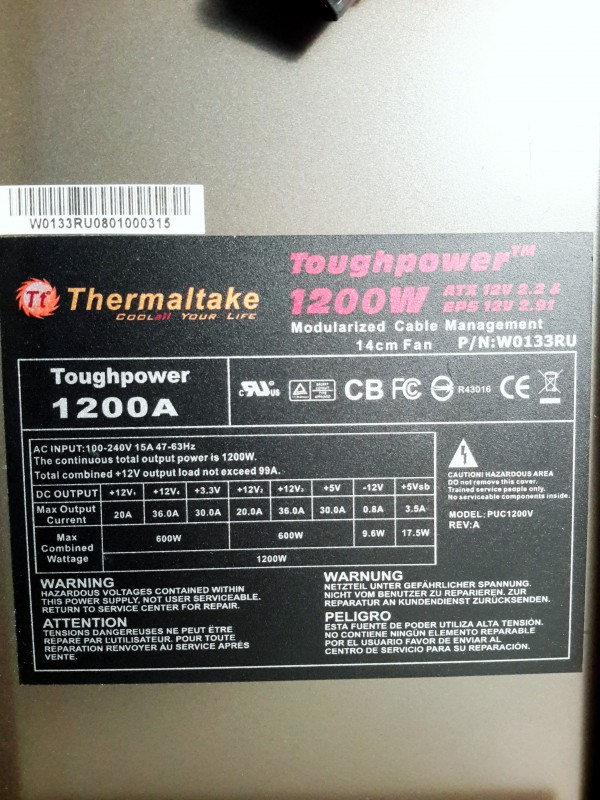 W0133RU0801000315
Toughpower™
1200W ATX 12V 2.2 &
EPS 12V 2.91
Tt Thermaltake
COOLall YOUR LIFE
Modularized Cable Management
14cm Fan P/N:W0133RU
Toughpower
1200A
c RU US CB FC R43016 CE
AC INPUT:100-240V 15A 47-63Hz
The continuous total output power is 1200W.
Total combined +12V output load not exceed 99A.
DC OUTPUT +12V1 +12V4 +3.3V +12V2 +12V3 +5V -12V +5Vsb
Max Output Current 20A 36.0A 30.0A 20.0A 36.0A 30.0A 0.8A 3.5A
Max Combined Wattage 600W 600W 9.6W 17.5W
1200W
CAUTION! HAZARDOUS AREA
DO not remove this cover.
Trained service people only.
No serviceable components inside.
MODEL: PUC1200V
REV:A
WARNING
HAZARDOUS VOLTAGES CONTAINED WITHIN
THIS POWER SUPPLY, NOT USER SERVICEABLE.
RETURN TO SERVICE CENTER FOR REPAIR.
ATTENTION
TENSIONS DANGEREUSES NE PEUT ËTRE
REPARE PAR L'UTILISATEUR. POUR TOUTE
RÉPARATION RENVOYER AU SERVICE APRÉS
VENTE.
WARNUNG
NETZTEIL UNTER GEFÄHRLICHER SPANNUNG.
NICHT VOM BENUTZER ZU REPARIEREN. ZUR
REPARATUR AN KUNDENDIENST ZURÜCKSENDEN.
PELIGRO
ESTA FUENTE DE PODER UTILIZA ALTA TENSIÓN.
NO CONTIENE NINGÚN ELEMENTO REPARABLE
POR EL USUARIO FAVOR DE ENVIAR AL
CENTRO DE SERVICIO PARA SU REPARACIÓN.